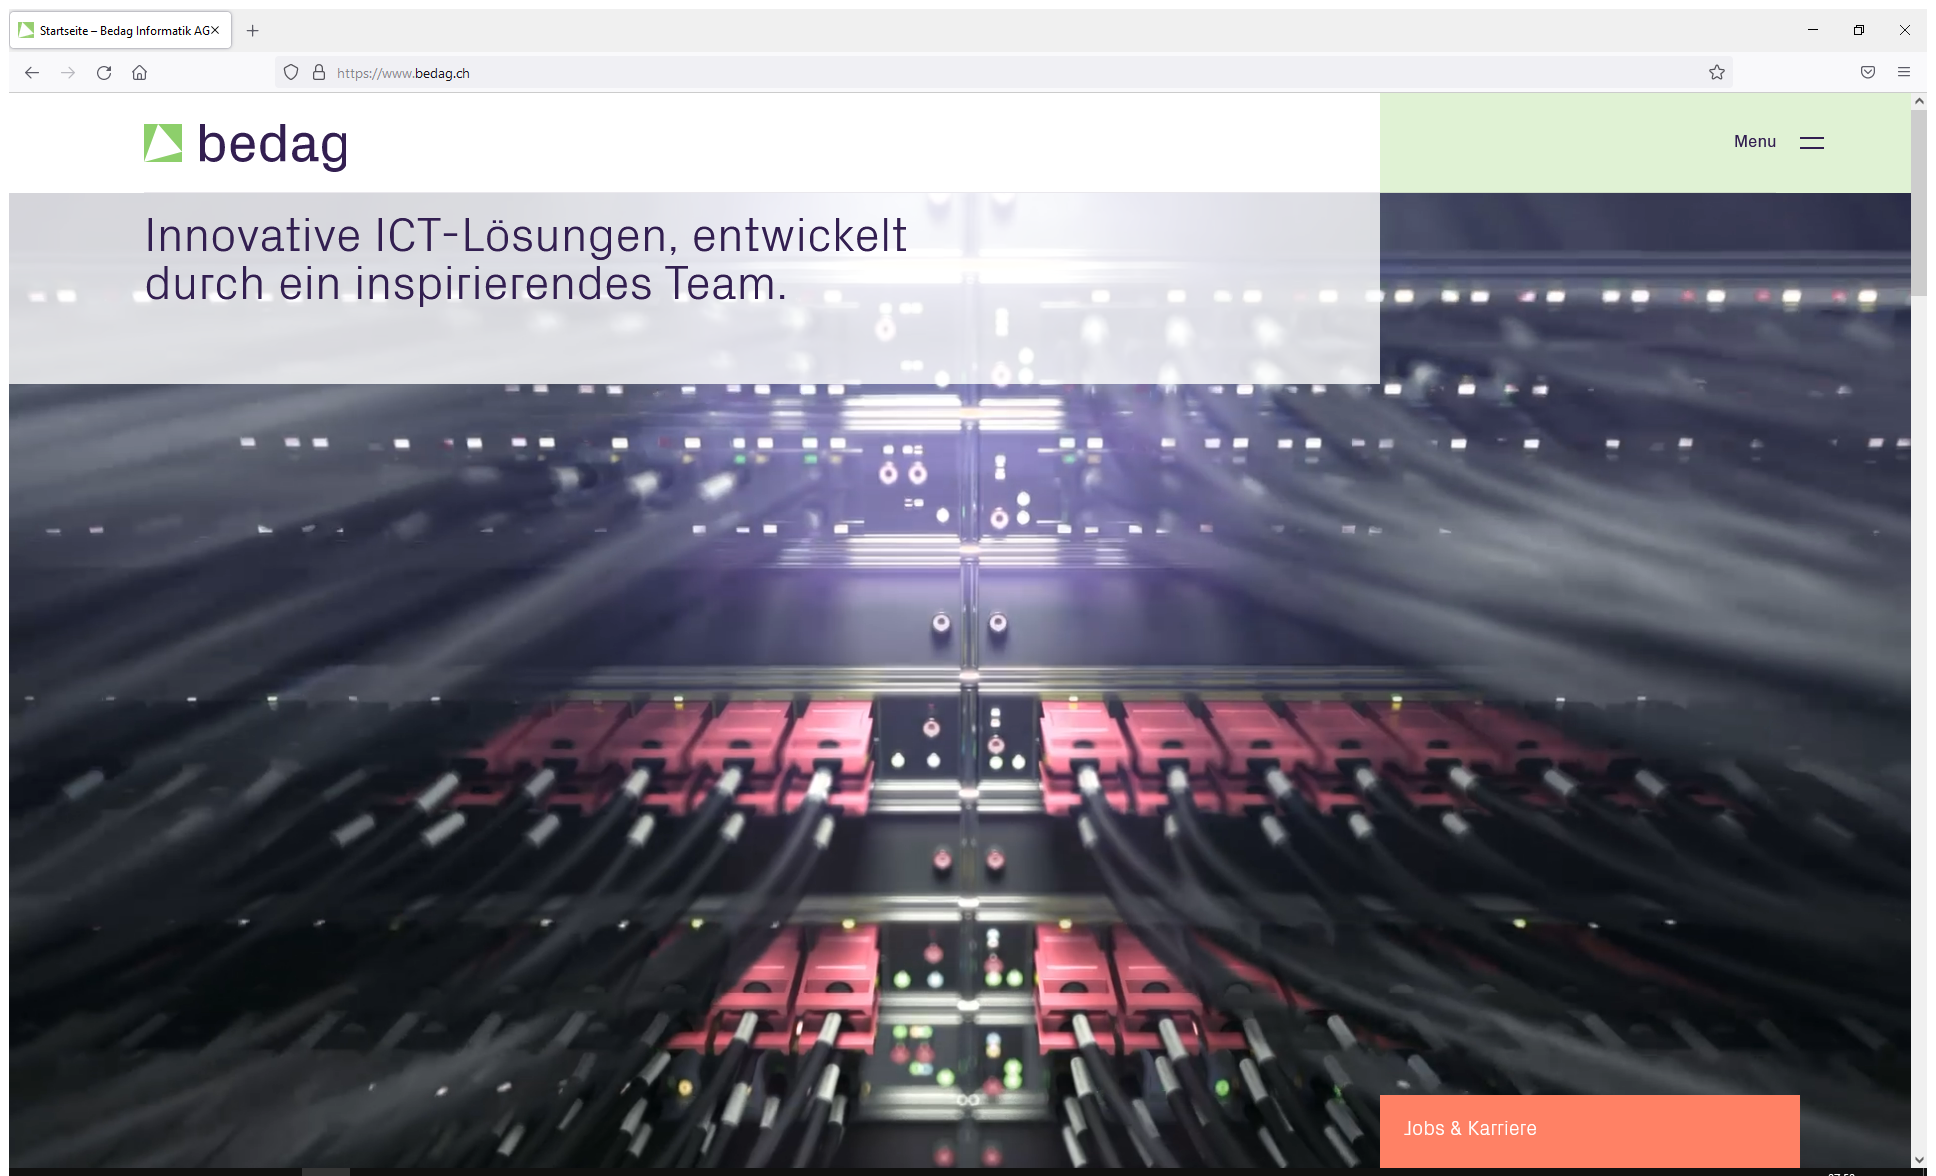 Startseite – Bedag Informatik AG
https://www.bedag.ch
bedag
Menu
Innovative ICT-Lösungen, entwickelt
durch ein inspirierendes Team.
Jobs & Karriere